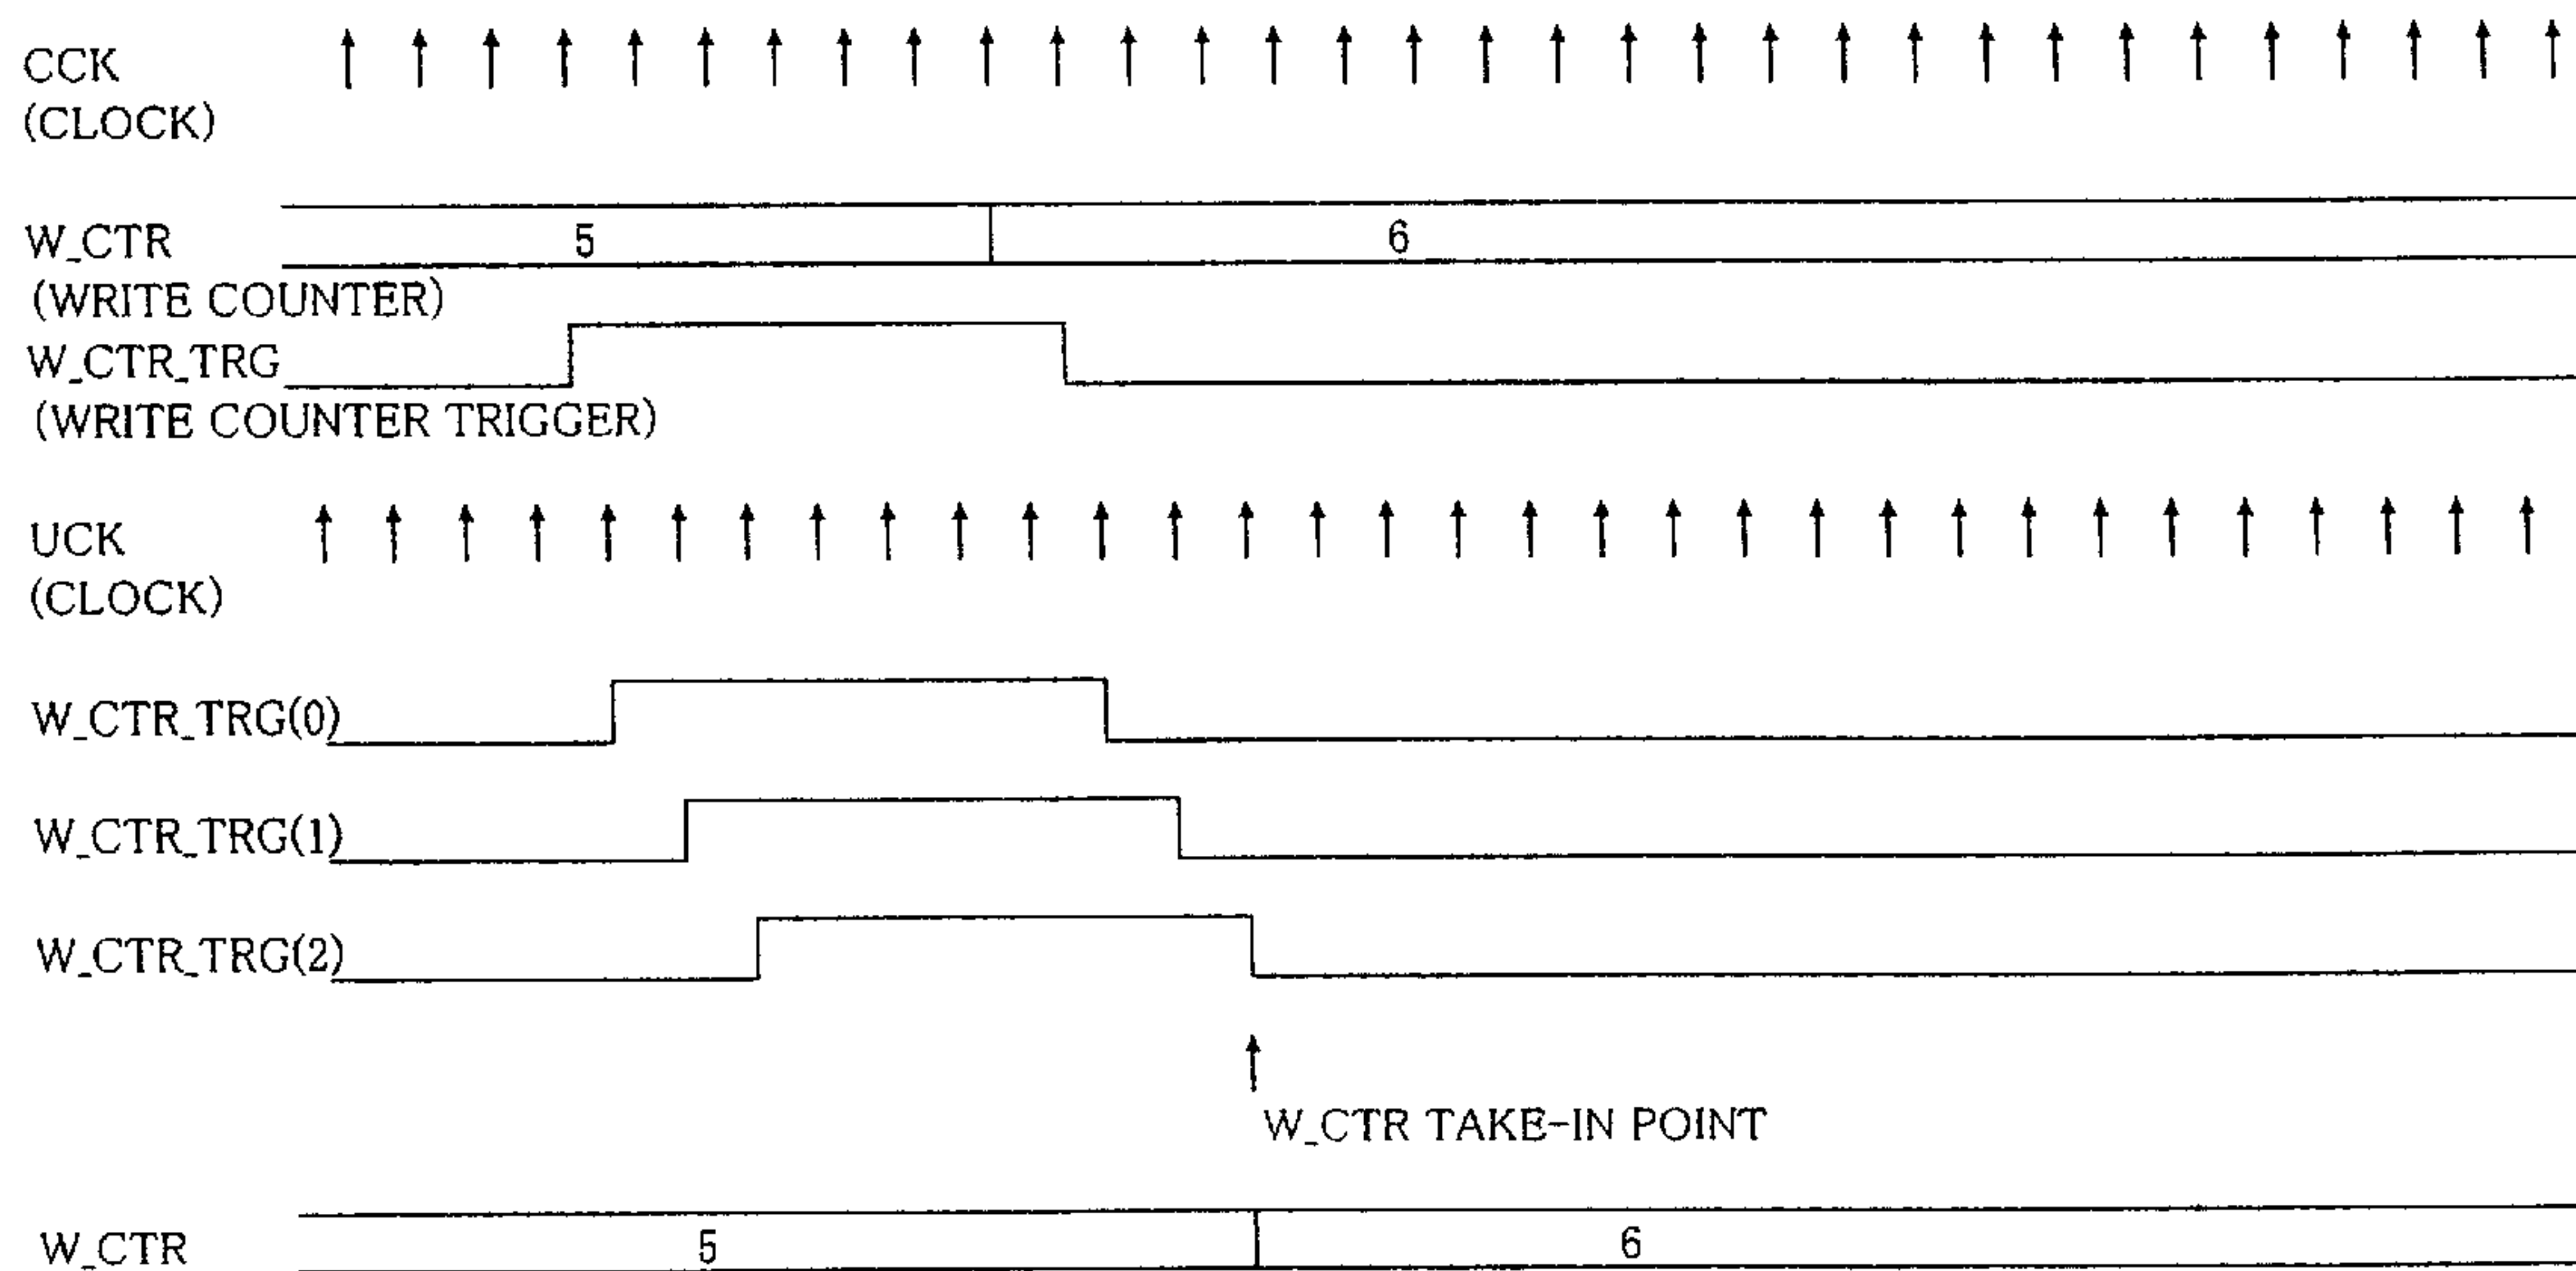 CCK
(CLOCK)
W_CTR
5
6
(WRITE COUNTER)
W_CTR_TRG
(WRITE COUNTER TRIGGER)
UCK
(CLOCK)
W_CTR_TRG(0)
W_CTR_TRG(1)
W_CTR_TRG(2)
W_CTR TAKE-IN POINT
W_CTR
5
6